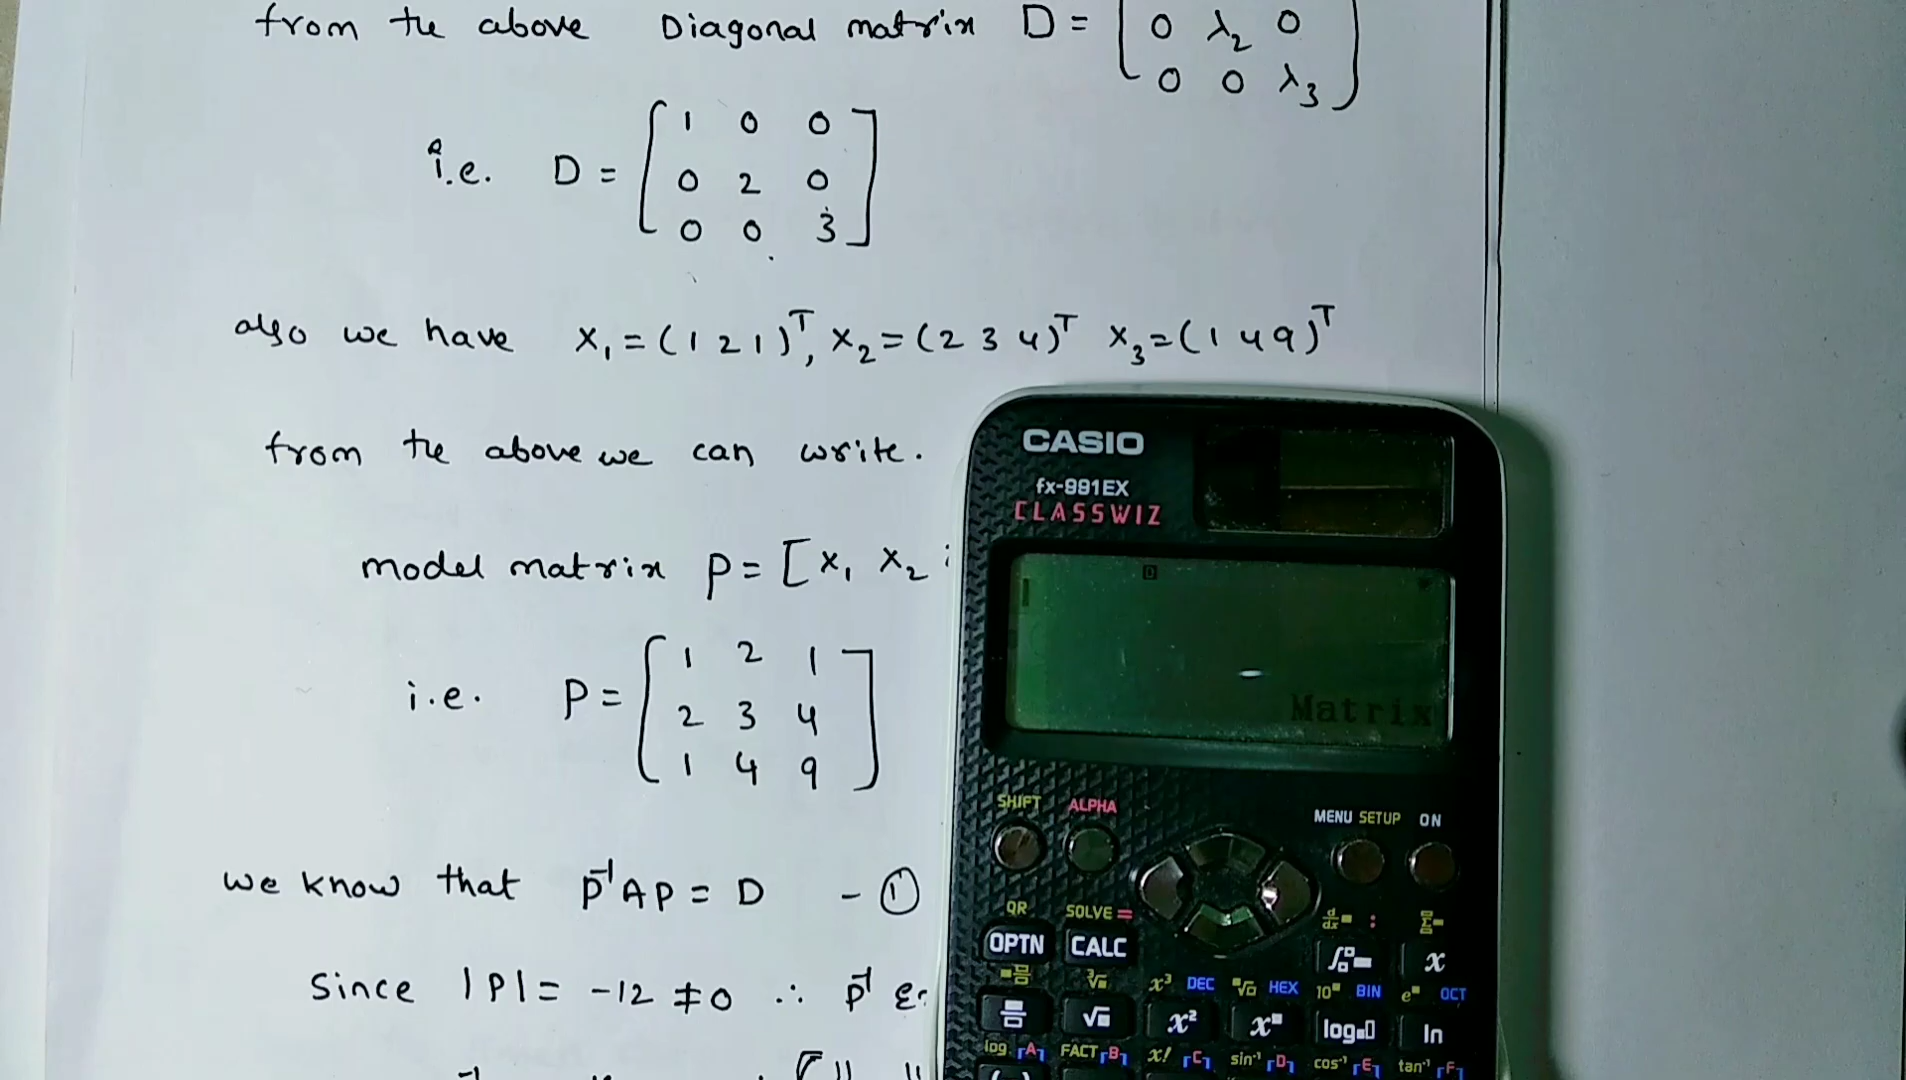 from the above Diagonal matrix D = [ 0 λ₂ 0
0 0 λ₃ ]
i.e. D = [ 1 0 0
0 2 0
0 0 3 ]
also we have x₁ = (1 2 1)ᵀ, x₂ = (2 3 4)ᵀ x₃ = (1 4 9)ᵀ
from the above we can write.
model matrix P = [x₁ x₂
i.e. P = [ 1 2 1
2 3 4
1 4 9 ]
we know that P⁻¹AP = D - ①
Since |P| = -12 ≠ 0 ∴ P⁻¹
CASIO
fx-991EX
CLASSWIZ
D
Matrix
SHIFT ALPHA MENU SETUP ON
QR SOLVE =
OPTN CALC x
x³ DEC HEX 10 BIN e OCT
x² log ln
log A FACT B x! C sin⁻¹ D cos⁻¹ E tan⁻¹ F